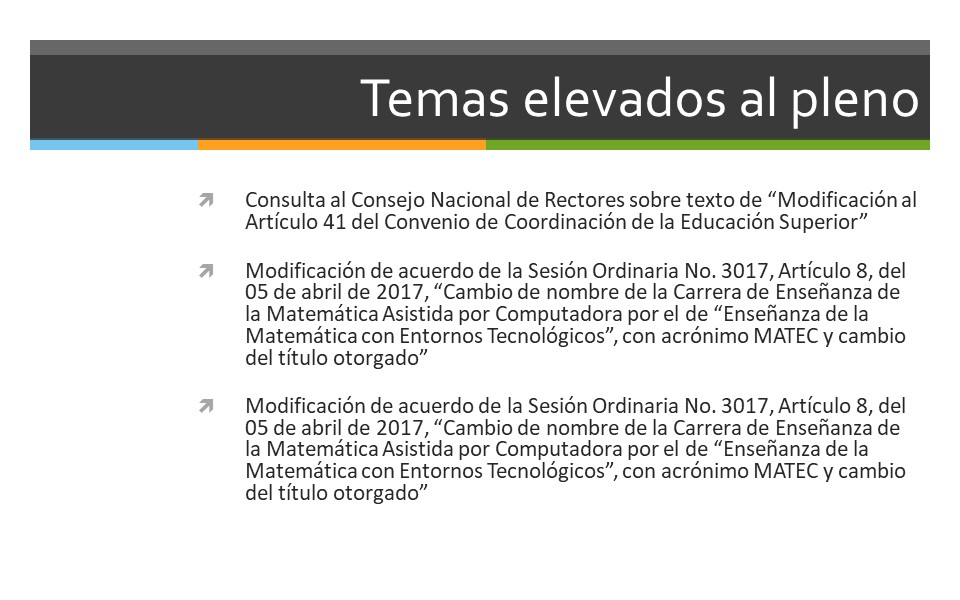 Temas elevados al pleno
Consulta al Consejo Nacional de Rectores sobre texto de “Modificación al
Artículo 41 del Convenio de Coordinación de la Educación Superior”
Modificación de acuerdo de la Sesión Ordinaria No. 3017, Artículo 8, del
05 de abril de 2017, “Cambio de nombre de la Carrera de Enseñanza de
la Matemática Asistida por Computadora por el de “Enseñanza de la
Matemática con Entornos Tecnológicos”, con acrónimo MATEC y cambio
del título otorgado”
Modificación de acuerdo de la Sesión Ordinaria No. 3017, Artículo 8, del
05 de abril de 2017, “Cambio de nombre de la Carrera de Enseñanza de
la Matemática Asistida por Computadora por el de “Enseñanza de la
Matemática con Entornos Tecnológicos”, con acrónimo MATEC y cambio
del título otorgado”